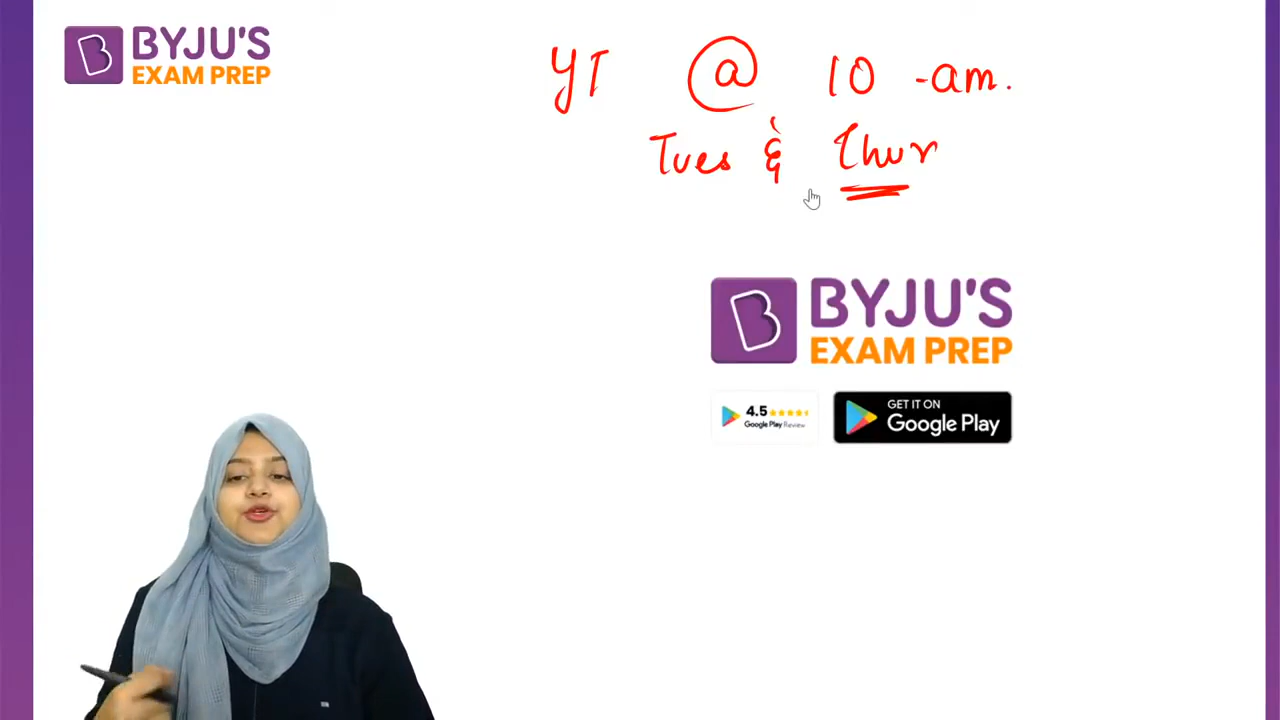 BYJU'S
EXAM PREP
YT @ 10 -am.
Tues & Thur
BYJU'S
EXAM PREP
4.5
Google Play Review
GET IT ON
Google Play